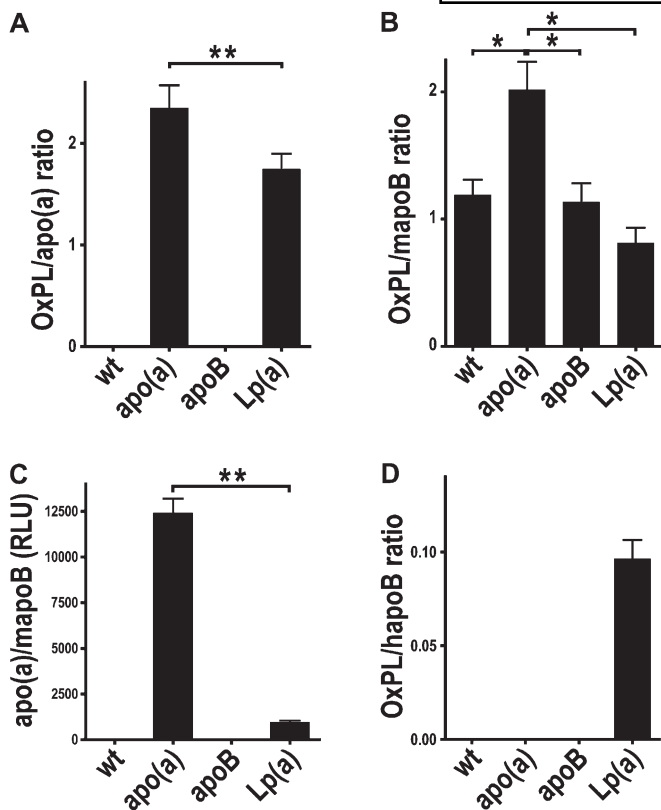 A
OxPL/apo(a) ratio
**
2
1
0
wt
apo(a)
apoB
Lp(a)
B
OxPL/mapoB ratio
*
* *
2
1
0
wt
apo(a)
apoB
Lp(a)
C
apo(a)/mapoB (RLU)
**
12500
10000
7500
5000
2500
0
wt
apo(a)
apoB
Lp(a)
D
OxPL/hapoB ratio
0.10
0.05
0.00
wt
apo(a)
apoB
Lp(a)